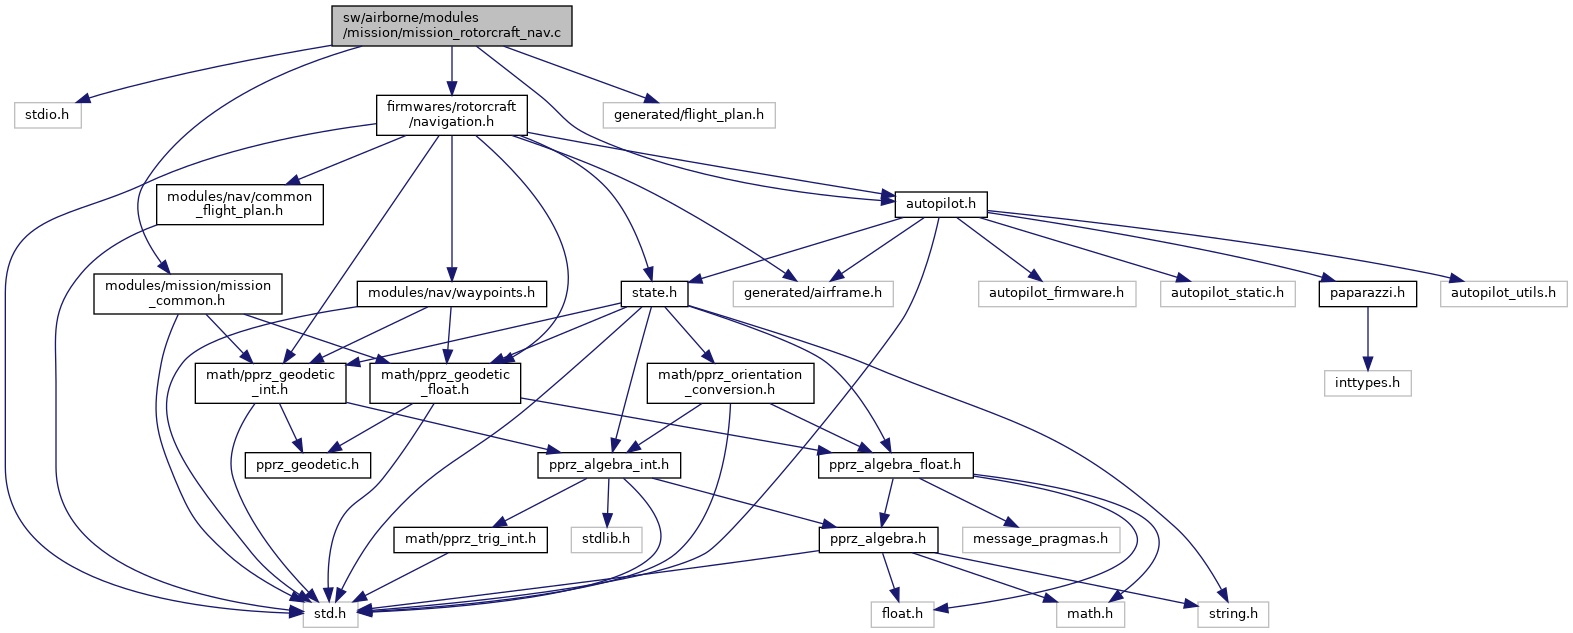 sw/airborne/modules
/mission/mission_rotorcraft_nav.c
stdio.h
firmwares/rotorcraft
/navigation.h
generated/flight_plan.h
modules/nav/common
_flight_plan.h
autopilot.h
modules/mission/mission
_common.h
modules/nav/waypoints.h
state.h
generated/airframe.h
autopilot_firmware.h
autopilot_static.h
paparazzi.h
autopilot_utils.h
math/pprz_geodetic
_int.h
math/pprz_geodetic
_float.h
math/pprz_orientation
_conversion.h
inttypes.h
pprz_geodetic.h
pprz_algebra_int.h
pprz_algebra_float.h
math/pprz_trig_int.h
stdlib.h
pprz_algebra.h
message_pragmas.h
std.h
float.h
math.h
string.h